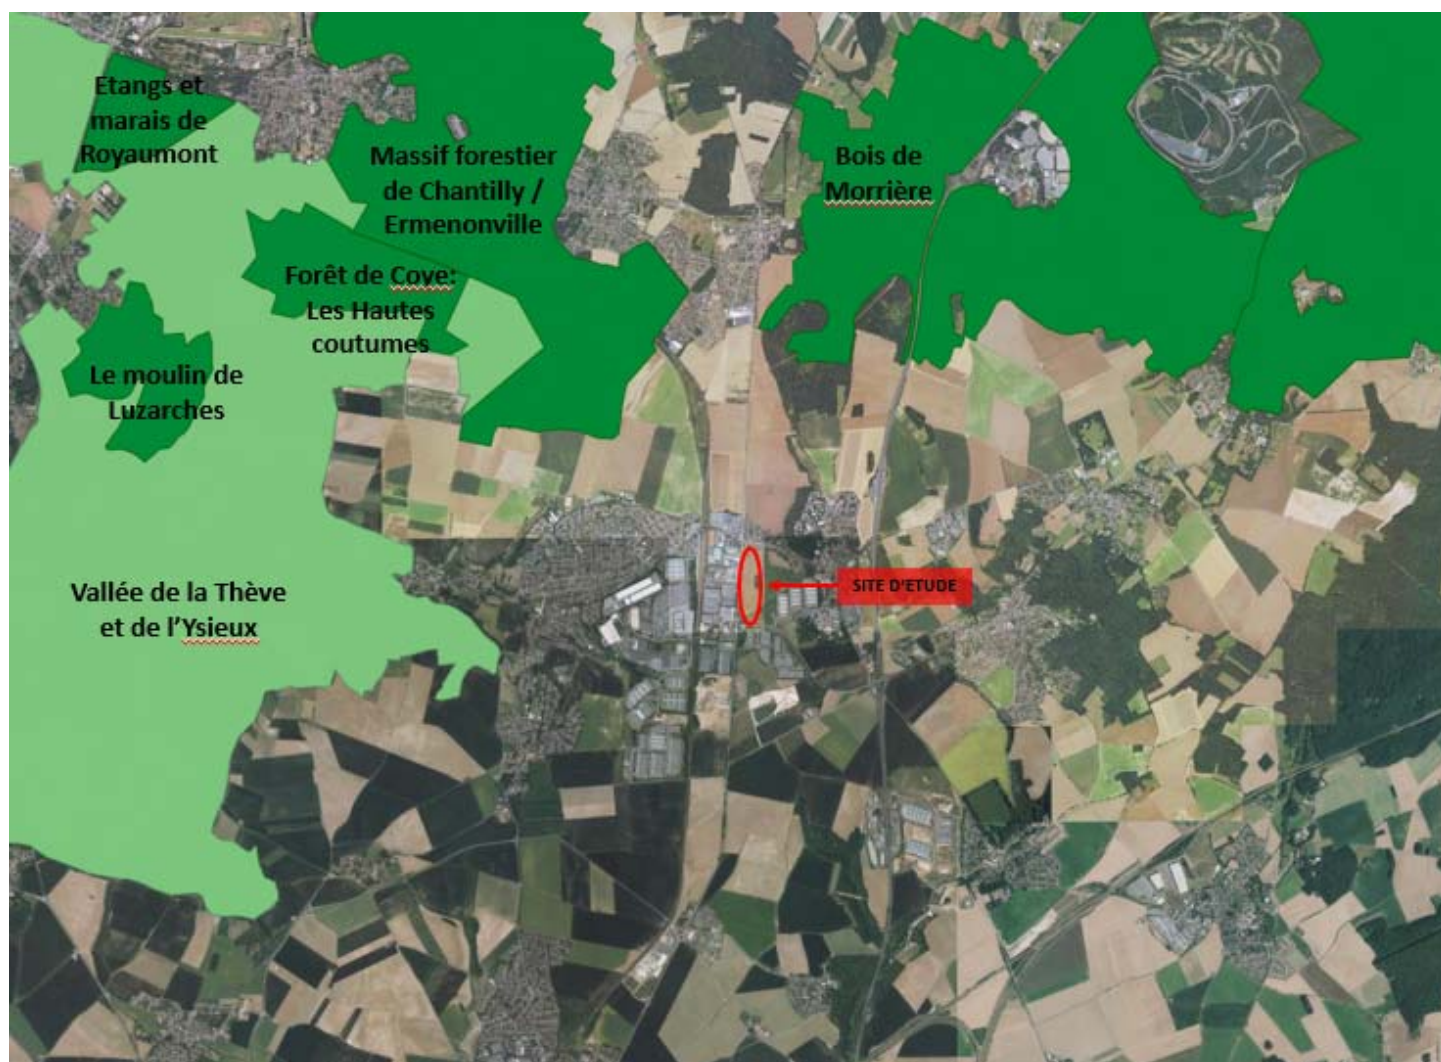 Etangs et
marais de
Royaumont
Massif forestier
de Chantilly /
Ermenonville
Bois de
Morrière
Forêt de Coye:
Les Hautes
coutumes
Le moulin de
Luzarches
SITE D'ETUDE
Vallée de la Thève
et de l'Ysieux